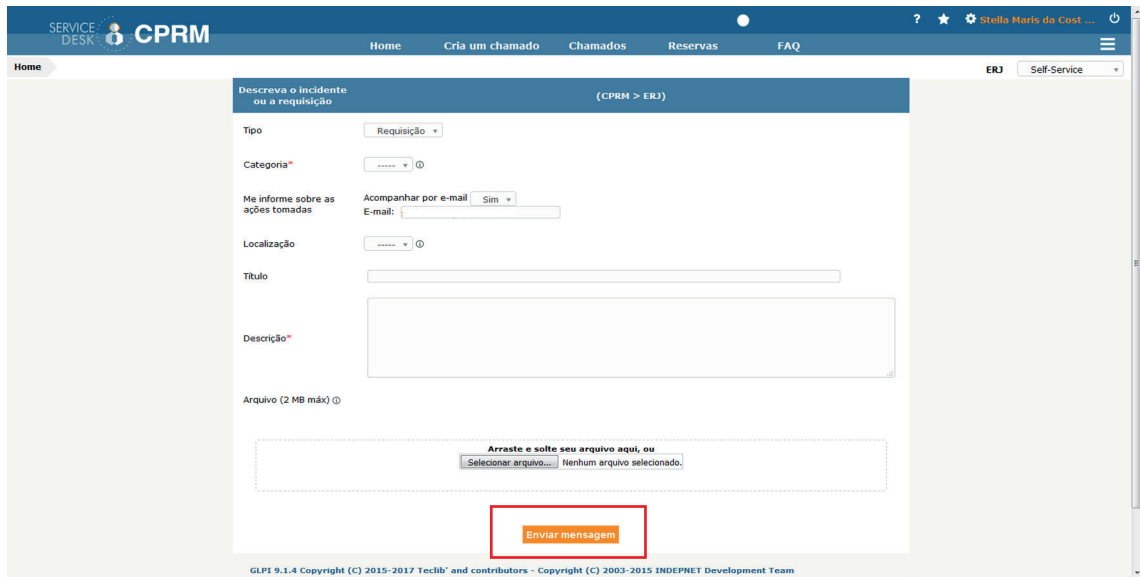 SERVICE
DESK CPRM
? Stella Maris da Cost ...
Home Cria um chamado Chamados Reservas FAQ
Home
ERJ Self-Service
Descreva o incidente
ou a requisição
(CPRM > ERJ)
Tipo Requisição
Categoria* -----
Me informe sobre as
ações tomadas
Acompanhar por e-mail Sim
E-mail:
Localização -----
Título
Descrição*
Arquivo (2 MB máx)
Arraste e solte seu arquivo aqui, ou
Selecionar arquivo... Nenhum arquivo selecionado.
Enviar mensagem
GLPI 9.1.4 Copyright (C) 2015-2017 Teclib' and contributors - Copyright (C) 2003-2015 INDEPNET Development Team